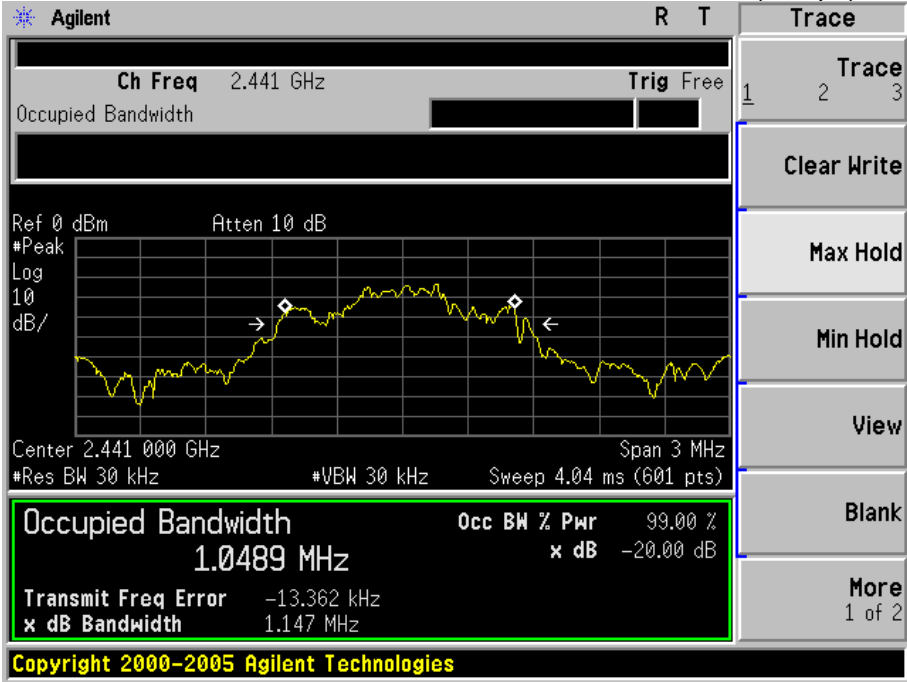 Agilent R T Trace
Ch Freq 2.441 GHz Trig Free
Occupied Bandwidth
Trace
1 2 3
Clear Write
Max Hold
Min Hold
View
Blank
More
1 of 2
Ref 0 dBm Atten 10 dB
#Peak
Log
10
dB/
Center 2.441 000 GHz Span 3 MHz
#Res BW 30 kHz #VBW 30 kHz Sweep 4.04 ms (601 pts)
Occupied Bandwidth Occ BW % Pwr 99.00 %
1.0489 MHz x dB -20.00 dB
Transmit Freq Error -13.362 kHz
x dB Bandwidth 1.147 MHz
Copyright 2000-2005 Agilent Technologies